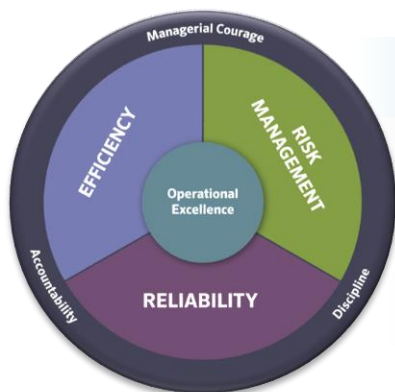 Managerial Courage
EFFICIENCY
RISK
MANAGEMENT
Operational
Excellence
RELIABILITY
Accountability
Discipline